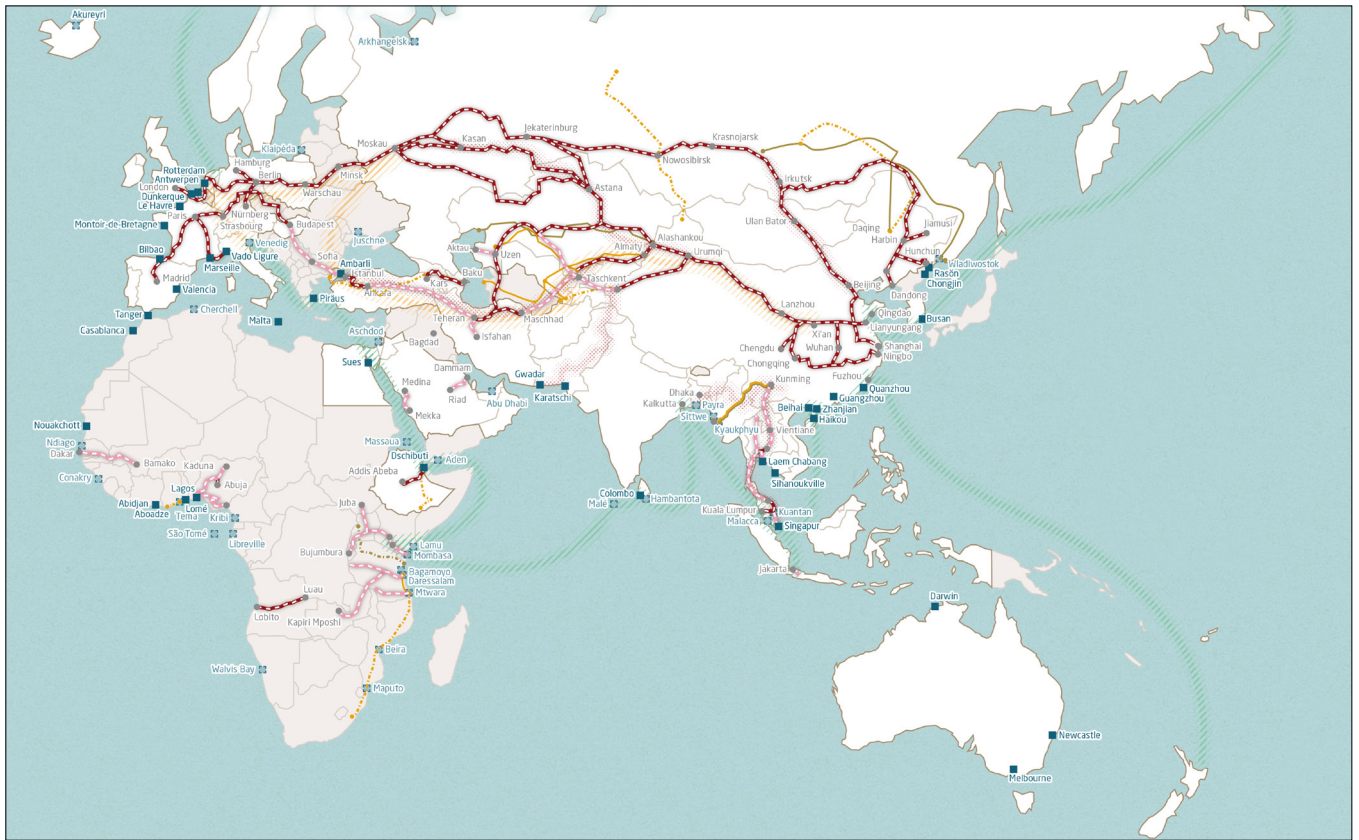 Akureyri
Arkhangelsk
Klaipéda
Moskau
Kasan
Jekaterinburg
Krasnojarsk
Nowosibirsk
Irkutsk
Hamburg
Berlin
Minsk
Warschau
Rotterdam
Antwerpen
London
Dunkerque
Le Havre
Paris
Nürnberg
Strasbourg
Budapest
Montoir-de-Bretagne
Venedig
Juschne
Astana
Ulan Bator
Daqing
Jiamusi
Harbin
Hunchun
Wladiwostok
Rasŏn
Chongjin
Bilbao
Vado Ligure
Marseille
Madrid
Valencia
Sofia
Ambarli
Istanbul
Ankara
Kars
Baku
Aktau
Uzen
Almaty
Alashankou
Urumqi
Taschkent
Beijing
Dandong
Qingdao
Lianyungang
Busan
Lanzhou
Xi'an
Tanger
Casablanca
Cherchell
Malta
Piräus
Aschdod
Teheran
Maschhad
Isfahan
Bagdad
Chengdu
Wuhan
Chongqing
Shanghai
Ningbo
Fuzhou
Sues
Dammam
Medina
Riad
Mekka
Abu Dhabi
Gwadar
Karatschi
Dhaka
Kalkutta
Payra
Sittwe
Kyaukphyu
Kunming
Quanzhou
Guangzhou
Beihai
Zhanjian
Haikou
Vientiane
Nouakchott
Ndiago
Dakar
Bamako
Conakry
Kaduna
Abuja
Massaua
Aden
Dschibuti
Addis Abeba
Laem Chabang
Sihanoukville
Abidjan
Aboadze
Lagos
Lomé
Tema
Kribi
São Tomé
Libreville
Juba
Colombo
Hambantota
Malé
Kuala Lumpur
Kuantan
Malacca
Singapur
Bujumbura
Lamu
Mombasa
Bagamoyo
Daressalam
Mtwara
Jakarta
Luau
Lobito
Kapiri Mposhi
Darwin
Walvis Bay
Beira
Maputo
Newcastle
Melbourne